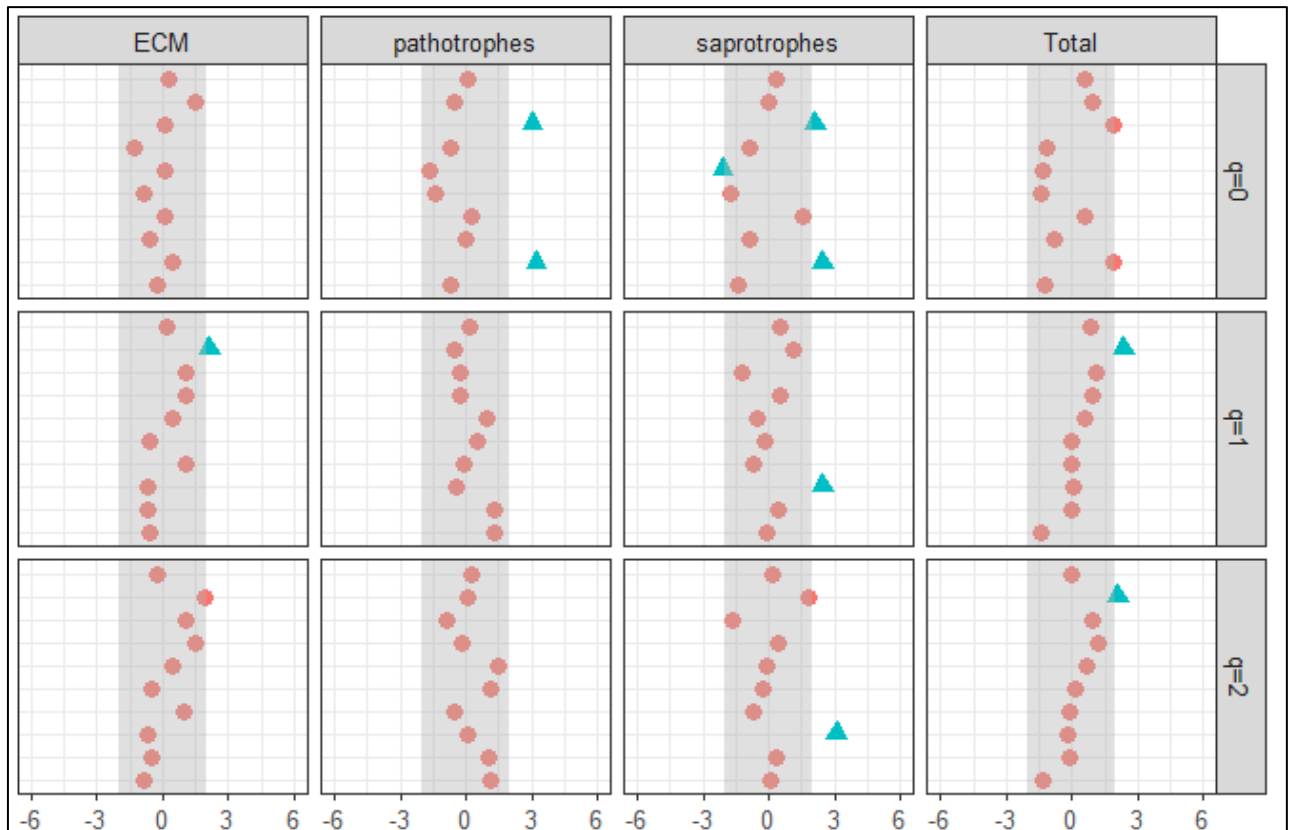 ECM pathotrophes saprotrophes Total
q=0
q=1
q=2
-6 -3 0 3 6 -6 -3 0 3 6 -6 -3 0 3 6 -6 -3 0 3 6